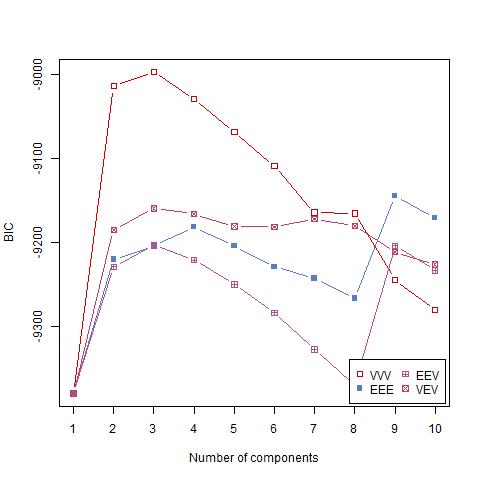 BIC
-9000
-9100
-9200
-9300
1 2 3 4 5 6 7 8 9 10
Number of components
VVV EEV
EEE VEV